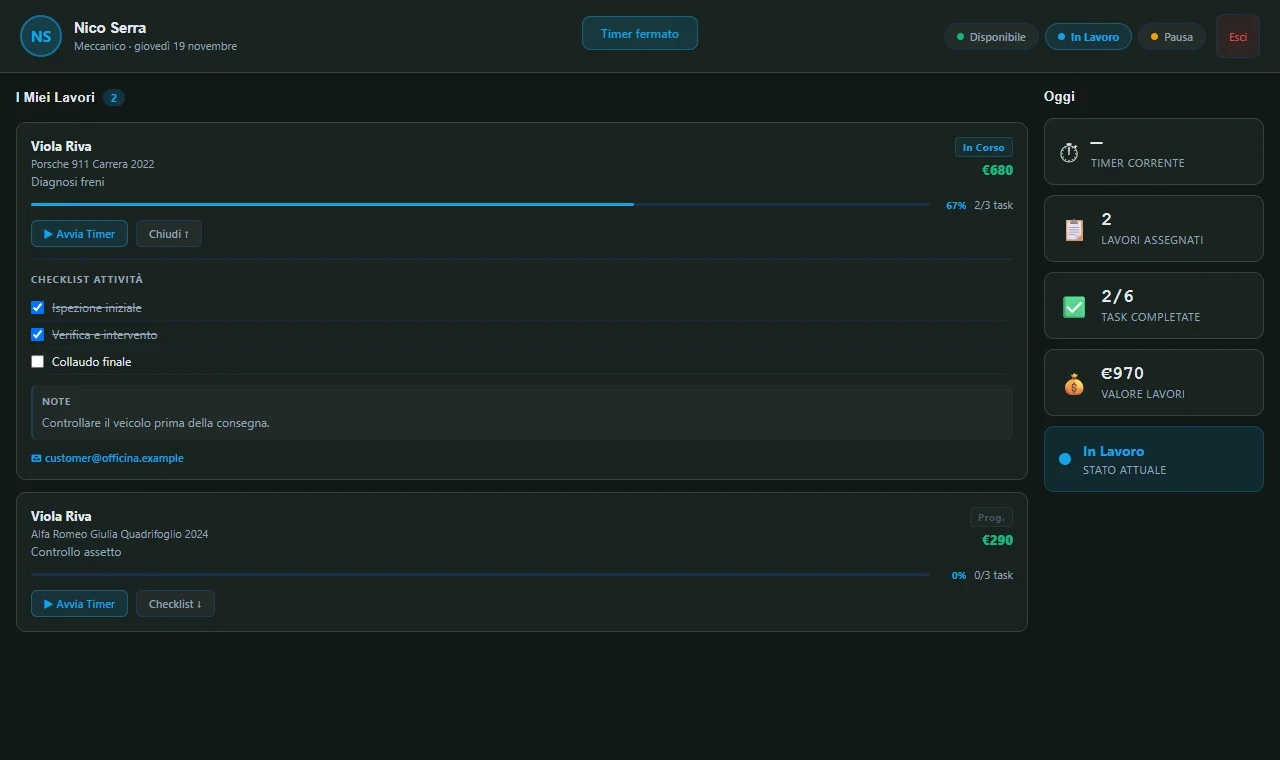 NS
Nico Serra
Meccanico · giovedì 19 novembre
Timer fermato
Disponibile
In Lavoro
Pausa
Esci
I Miei Lavori 2
Viola Riva
In Corso
Porsche 911 Carrera 2022
€680
Diagnosi freni
67% 2/3 task
▶ Avvia Timer
Chiudi ↑
CHECKLIST ATTIVITÀ
Ispezione iniziale
Verifica e intervento
Collaudo finale
NOTE
Controllare il veicolo prima della consegna.
customer@officina.example
Viola Riva
Prog.
Alfa Romeo Giulia Quadrifoglio 2024
€290
Controllo assetto
0% 0/3 task
▶ Avvia Timer
Checklist ↓
Oggi
—
TIMER CORRENTE
2
LAVORI ASSEGNATI
2/6
TASK COMPLETATE
€970
VALORE LAVORI
In Lavoro
STATO ATTUALE